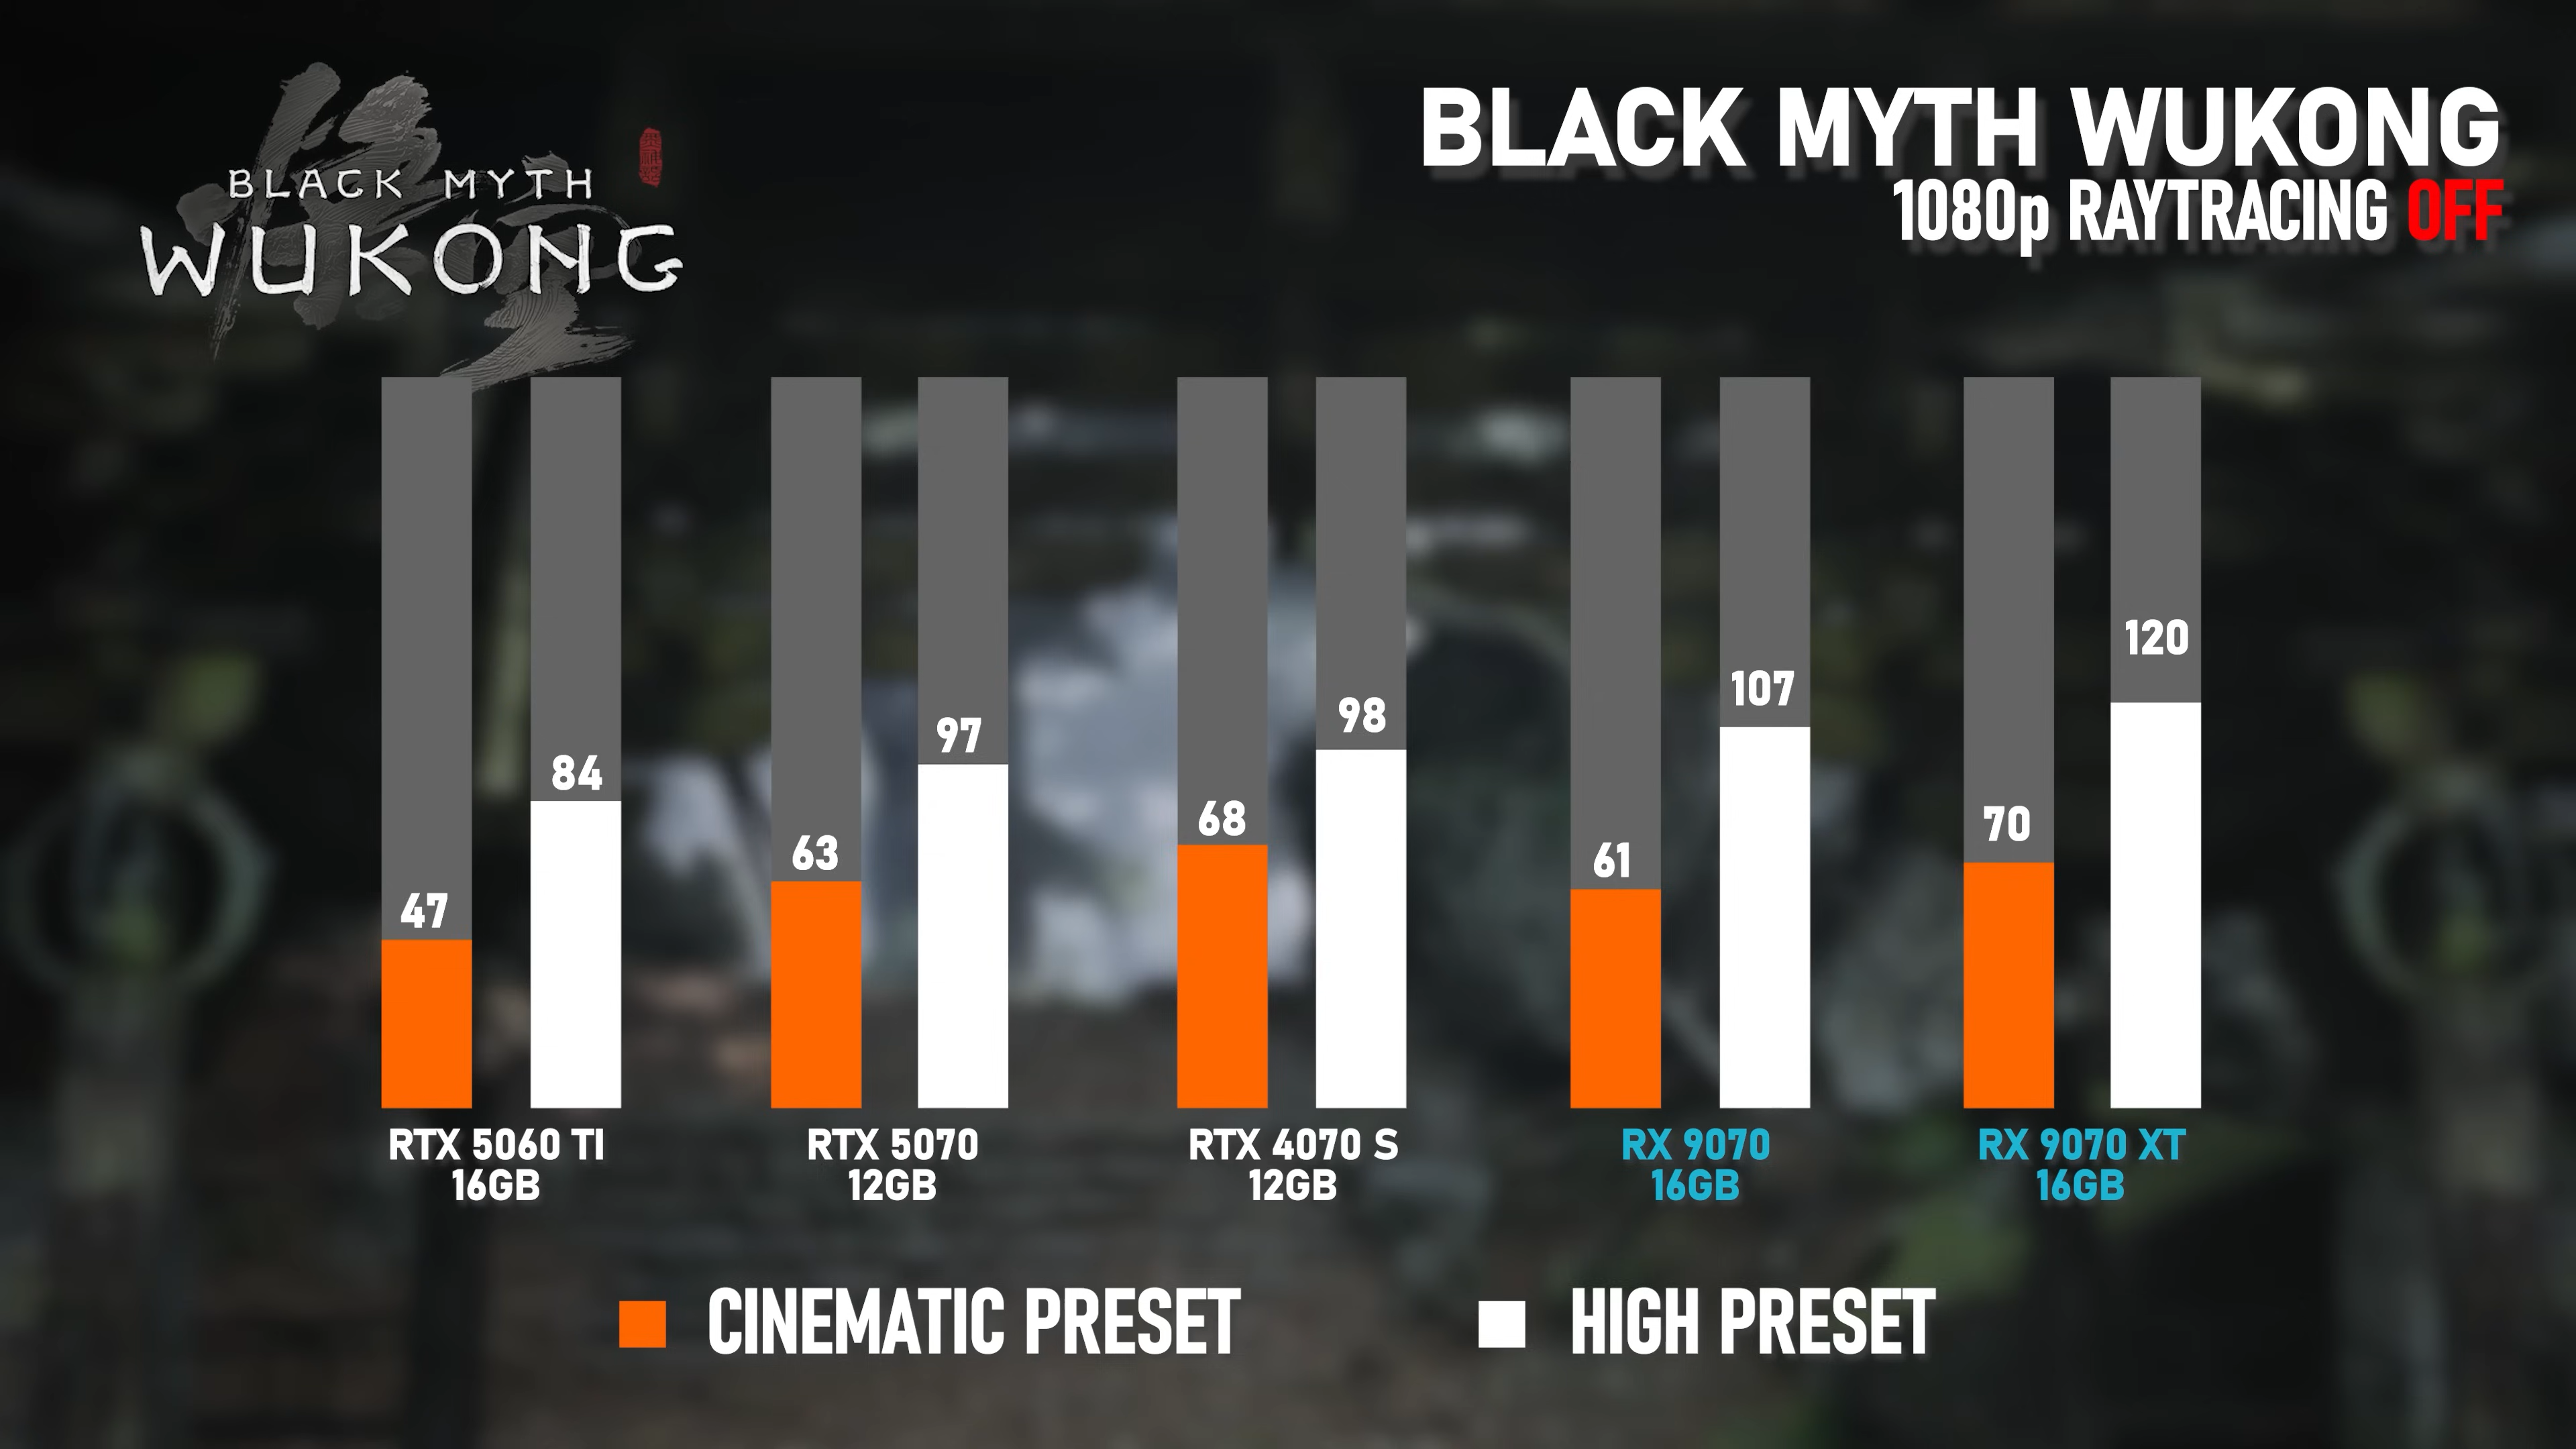 BLACK MYTH
WUKONG
BLACK MYTH WUKONG
1080p RAYTRACING OFF
47
84
63
97
68
98
61
107
70
120
RTX 5060 TI
16GB
RTX 5070
12GB
RTX 4070 S
12GB
RX 9070
16GB
RX 9070 XT
16GB
CINEMATIC PRESET
HIGH PRESET